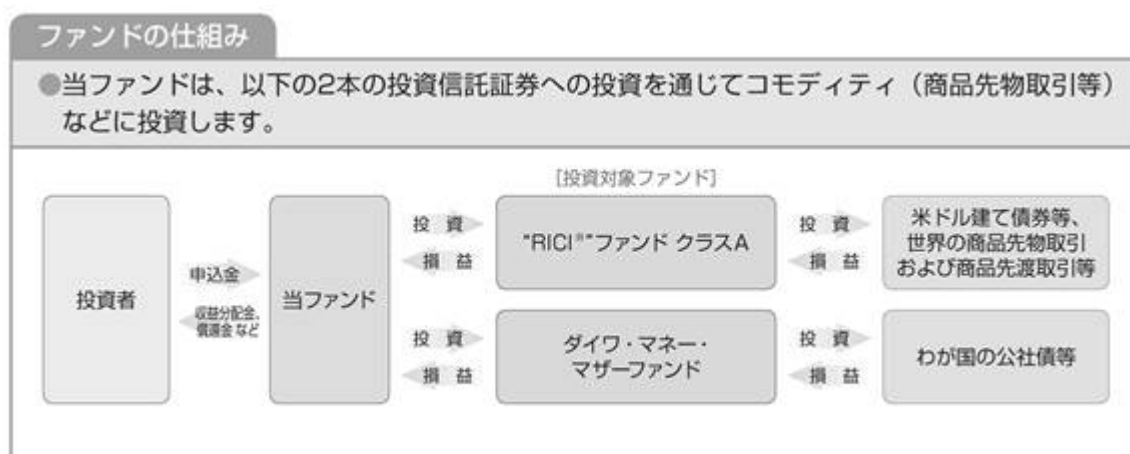 ファンドの仕組み
●当ファンドは、以下の2本の投資信託証券への投資を通じてコモディティ（商品先物取引等）
などに投資します。
［投資対象ファンド］
投資者
申込金
収益分配金、
償還金 など
当ファンド
投 資
損 益
"RICI®"ファンド クラスA
投 資
損 益
米ドル建て債券等、
世界の商品先物取引
および商品先渡取引等
投 資
損 益
ダイワ・マネー・
マザーファンド
投 資
損 益
わが国の公社債等